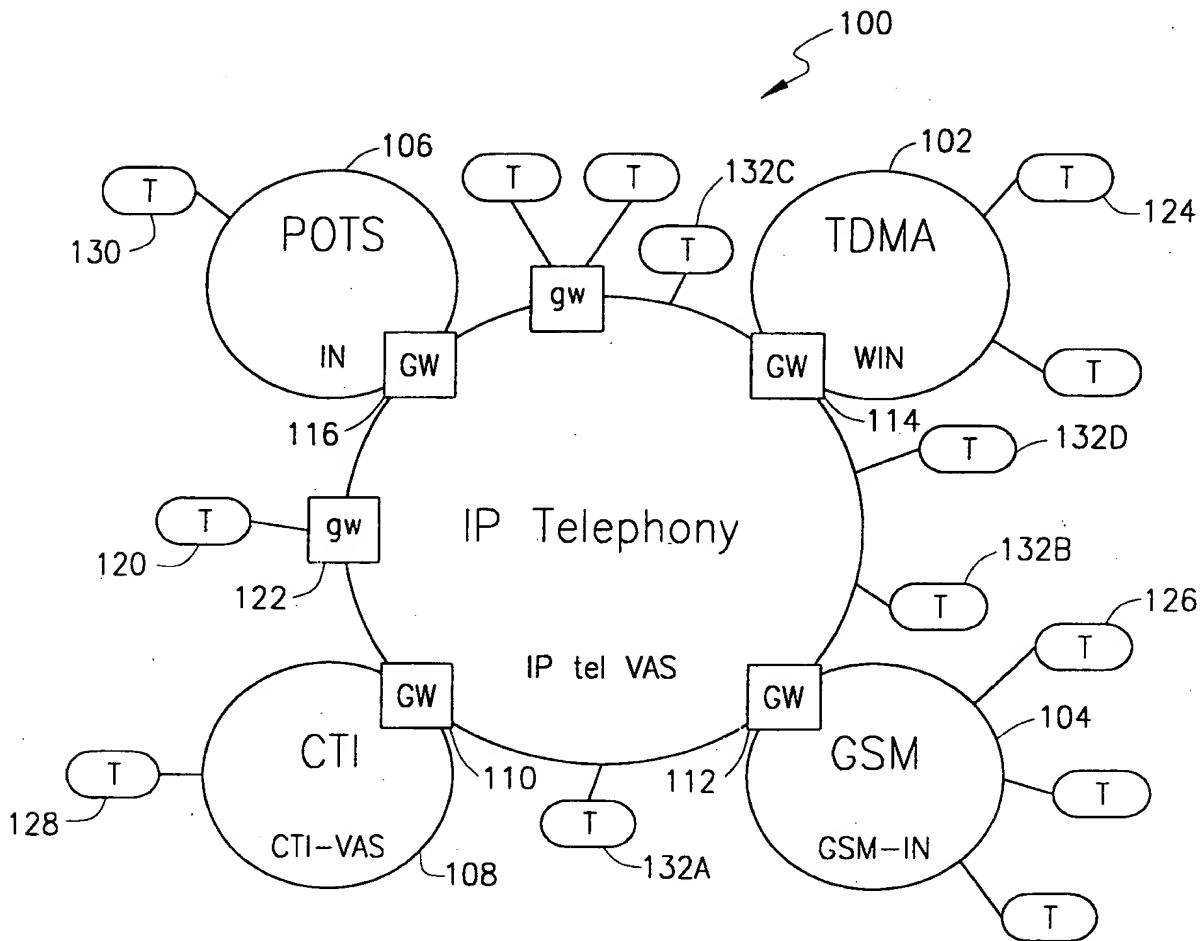 100
106
102
T
T
T
132C
T
POTS
T
TDMA
124
130
gw
IN
GW
GW
WIN
T
116
114
T
132D
T
gw
IP Telephony
120
122
132B
T
126
T
IP tel VAS
GW
GW
104
CTI
GSM
T
110
112
T
128
T
CTI-VAS
GSM-IN
108
132A
T